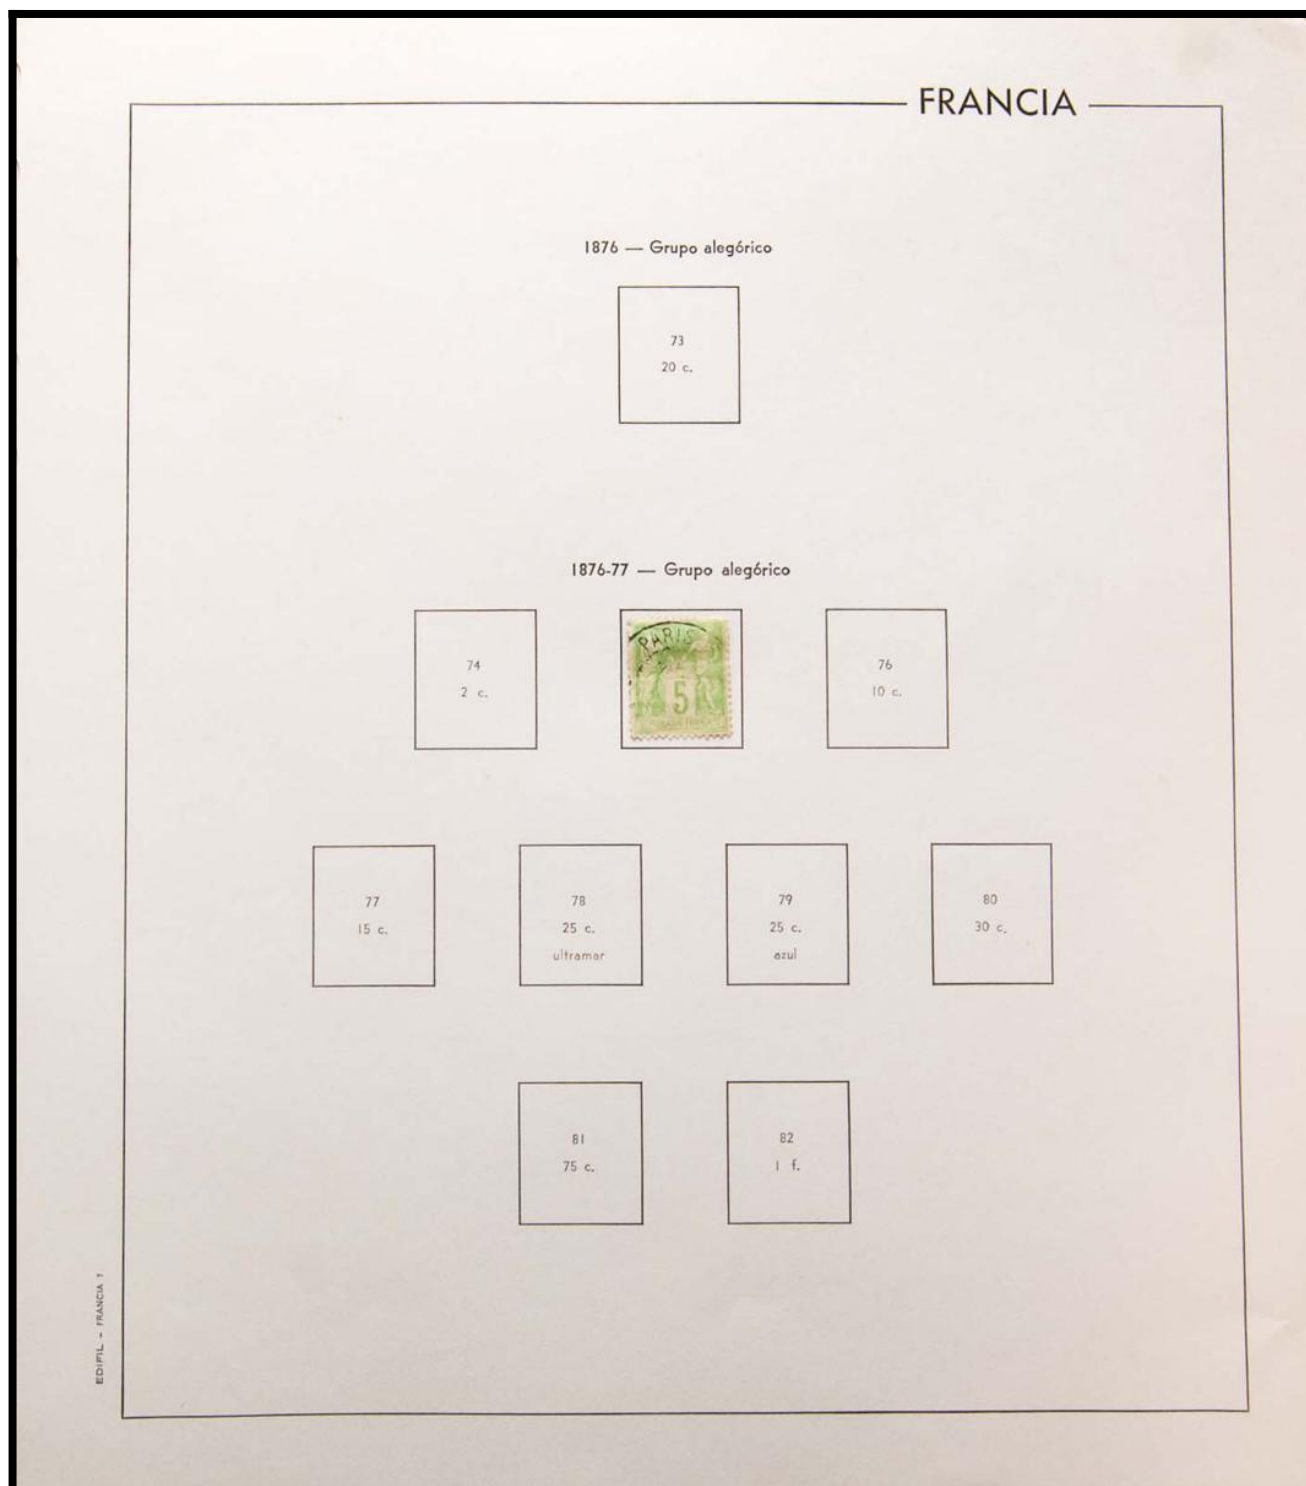 FRANCIA
1876 — Grupo alegórico
73
20 c.
1876-77 — Grupo alegórico
74
2 c.
PARIS
5
76
10 c.
77
15 c.
78
25 c.
ultramar
79
25 c.
azul
80
30 c.
81
75 c.
82
1 f.
EDIFIL - FRANCIA 7